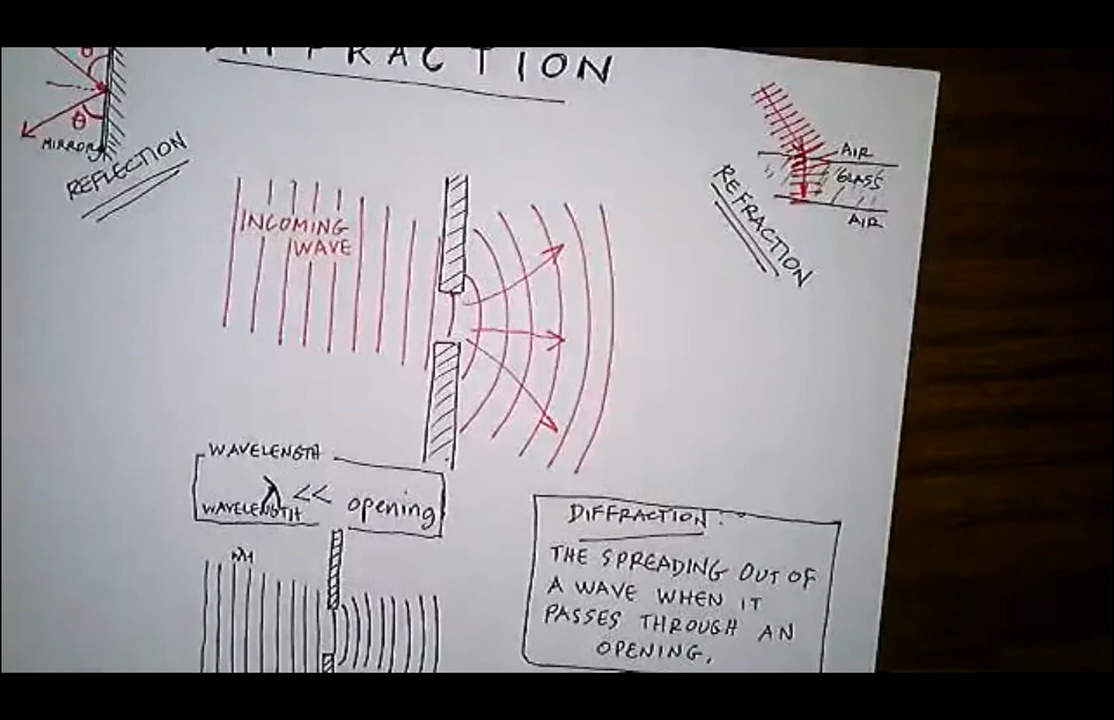 DIFFRACTION
θ
θ
MIRROR
REFLECTION
AIR
GLASS
AIR
REFRACTION
INCOMING
WAVE
WAVELENGTH
λ << opening
WAVELENGTH
DIFFRACTION:
THE SPREADING OUT OF
A WAVE WHEN IT
PASSES THROUGH AN
OPENING.